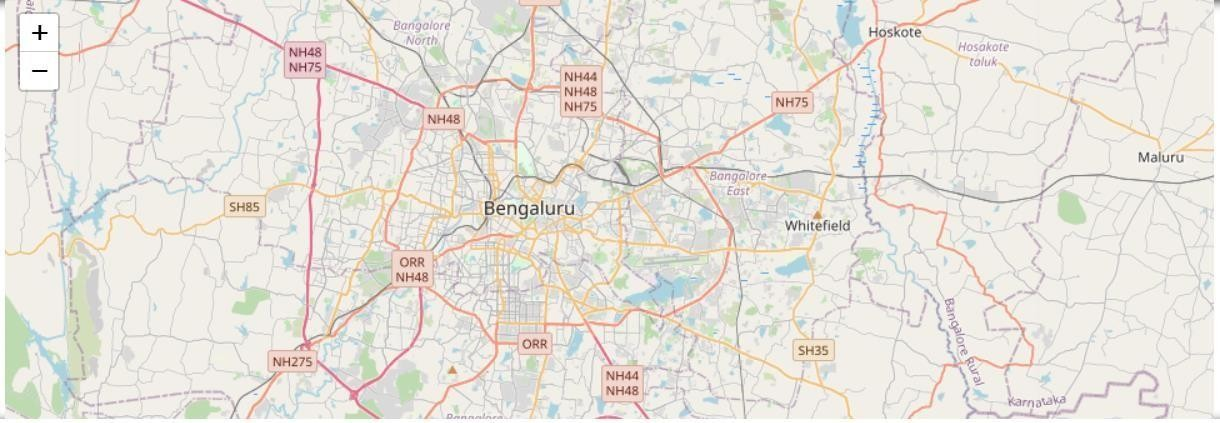 +
−
Bangalore
North
Hoskote
Hosakote
taluk
NH48
NH75
NH44
NH48
NH75
NH75
NH48
Maluru
Bangalore
East
SH85
Bengaluru
Whitefield
ORR
NH48
ORR
SH35
NH275
NH44
NH48
Bangalore Rural
Karnataka
Bangalore